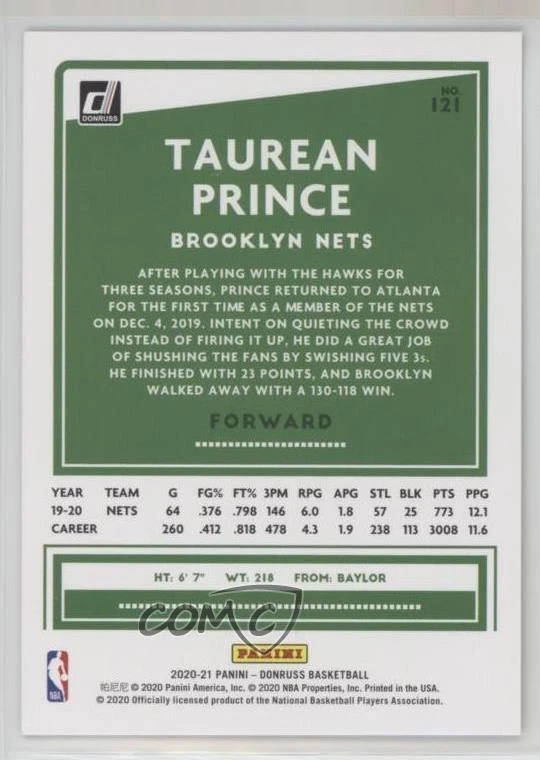 DONRUSS
NO.
121
TAUREAN
PRINCE
BROOKLYN NETS
AFTER PLAYING WITH THE HAWKS FOR
THREE SEASONS, PRINCE RETURNED TO ATLANTA
FOR THE FIRST TIME AS A MEMBER OF THE NETS
ON DEC. 4, 2019. INTENT ON QUIETING THE CROWD
INSTEAD OF FIRING IT UP, HE DID A GREAT JOB
OF SHUSHING THE FANS BY SWISHING FIVE 3s.
HE FINISHED WITH 23 POINTS, AND BROOKLYN
WALKED AWAY WITH A 130-118 WIN.
FORWARD
YEAR TEAM G FG% FT% 3PM RPG APG STL BLK PTS PPG
19-20 NETS 64 .376 .798 146 6.0 1.8 57 25 773 12.1
CAREER 260 .412 .818 478 4.3 1.9 238 113 3008 11.6
HT: 6' 7" WT: 218 FROM: BAYLOR
COMC
PANINI
2020-21 PANINI – DONRUSS BASKETBALL
帕尼尼 © 2020 Panini America, Inc. © 2020 NBA Properties, Inc. Printed in the USA.
© 2020 Officially licensed product of the National Basketball Players Association.
NBA